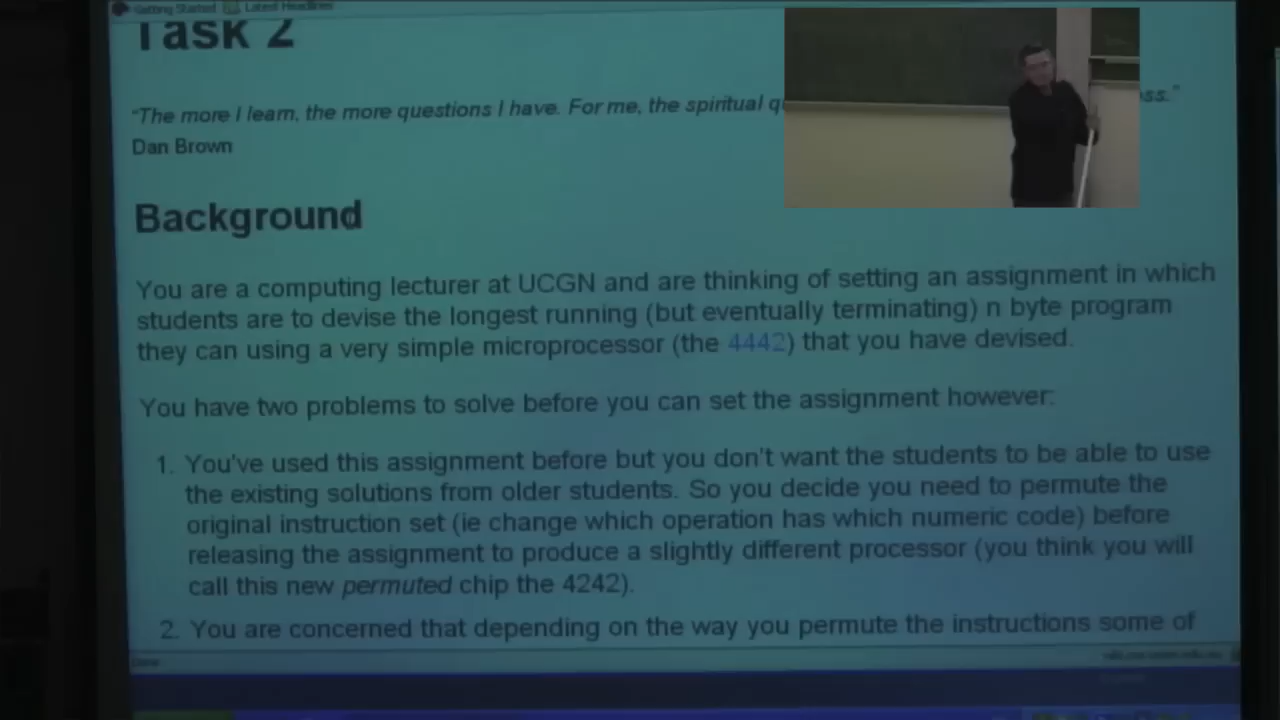 Getting Started Latest Headlines
Task 2
"The more I learn, the more questions I have. For me, the spiritual
Dan Brown
Background
You are a computing lecturer at UCGN and are thinking of setting an assignment in which
students are to devise the longest running (but eventually terminating) n byte program
they can using a very simple microprocessor (the 4442) that you have devised.
You have two problems to solve before you can set the assignment however:
1. You've used this assignment before but you don't want the students to be able to use
the existing solutions from older students. So you decide you need to permute the
original instruction set (ie change which operation has which numeric code) before
releasing the assignment to produce a slightly different processor (you think you will
call this new permuted chip the 4242).
2. You are concerned that depending on the way you permute the instructions some of
Done